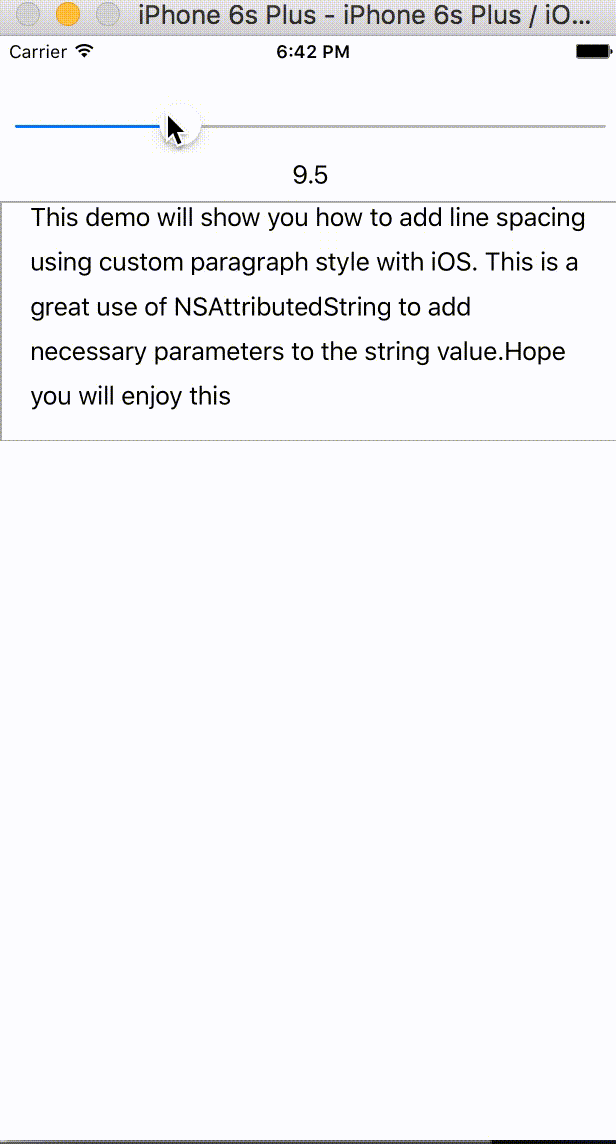 iPhone 6s Plus - iPhone 6s Plus / iO...
Carrier 6:42 PM
9.5
This demo will show you how to add line spacing
using custom paragraph style with iOS. This is a
great use of NSAttributedString to add
necessary parameters to the string value.Hope
you will enjoy this